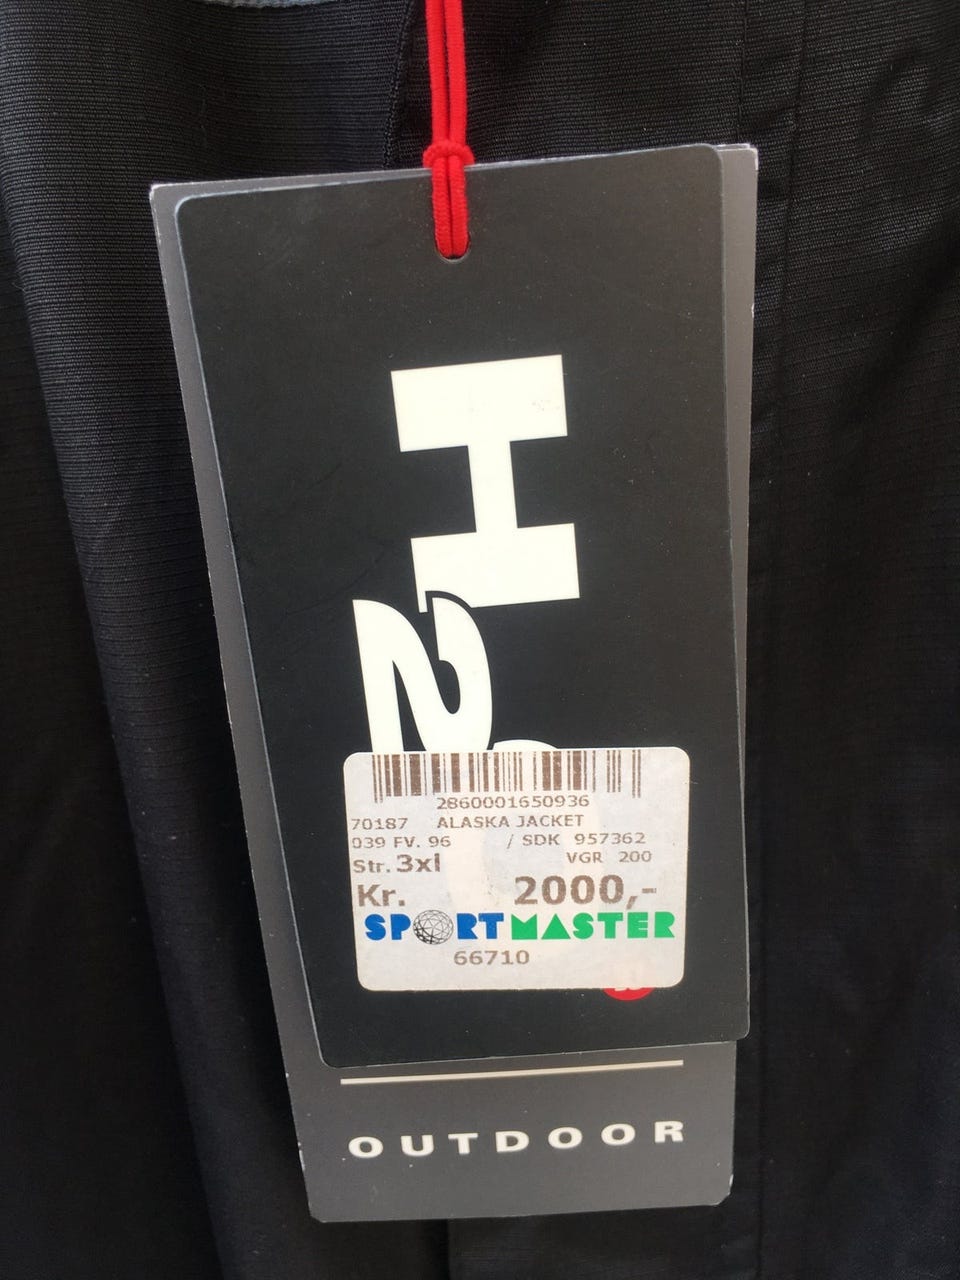 H2
2860001650936
70187 ALASKA JACKET
039 FV. 96 / SDK 957362
Str. 3xl VGR 200
Kr. 2000,-
SPORTMASTER
66710
OUTDOOR